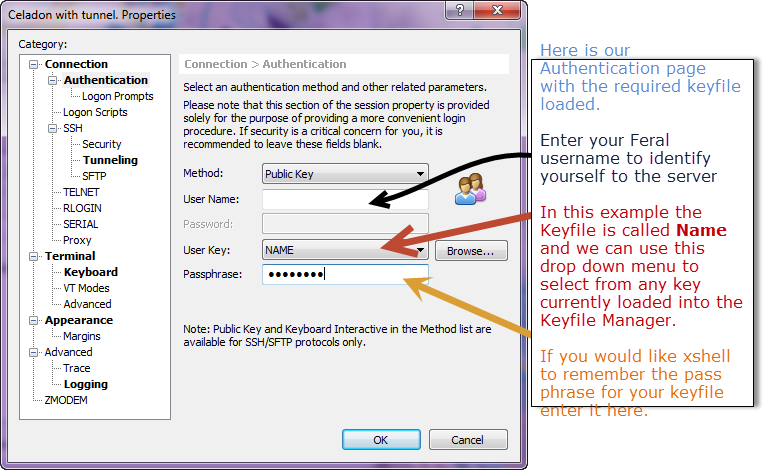 Celadon with tunnel. Properties
Category:
Connection
Authentication
Logon Prompts
Logon Scripts
SSH
Security
Tunneling
SFTP
TELNET
RLOGIN
SERIAL
Proxy
Terminal
Keyboard
VT Modes
Advanced
Appearance
Margins
Advanced
Trace
Logging
ZMODEM
Connection > Authentication
Select an authentication method and other related parameters.
Please note that this section of the session property is provided
solely for the purpose of providing a more convenient login
procedure. If security is a critical concern for you, it is
recommended to leave these fields blank.
Method:
Public Key
User Name:
Password:
User Key:
NAME
Browse...
Passphrase:
Note: Public Key and Keyboard Interactive in the Method list are
available for SSH/SFTP protocols only.
OK
Cancel
Here is our
Authentication page
with the required keyfile
loaded.
Enter your Feral
username to identify
yourself to the server
In this example the
Keyfile is called Name
and we can use this
drop down menu to
select from any key
currently loaded into the
Keyfile Manager.
If you would like xshell
to remember the pass
phrase for your keyfile
enter it here.